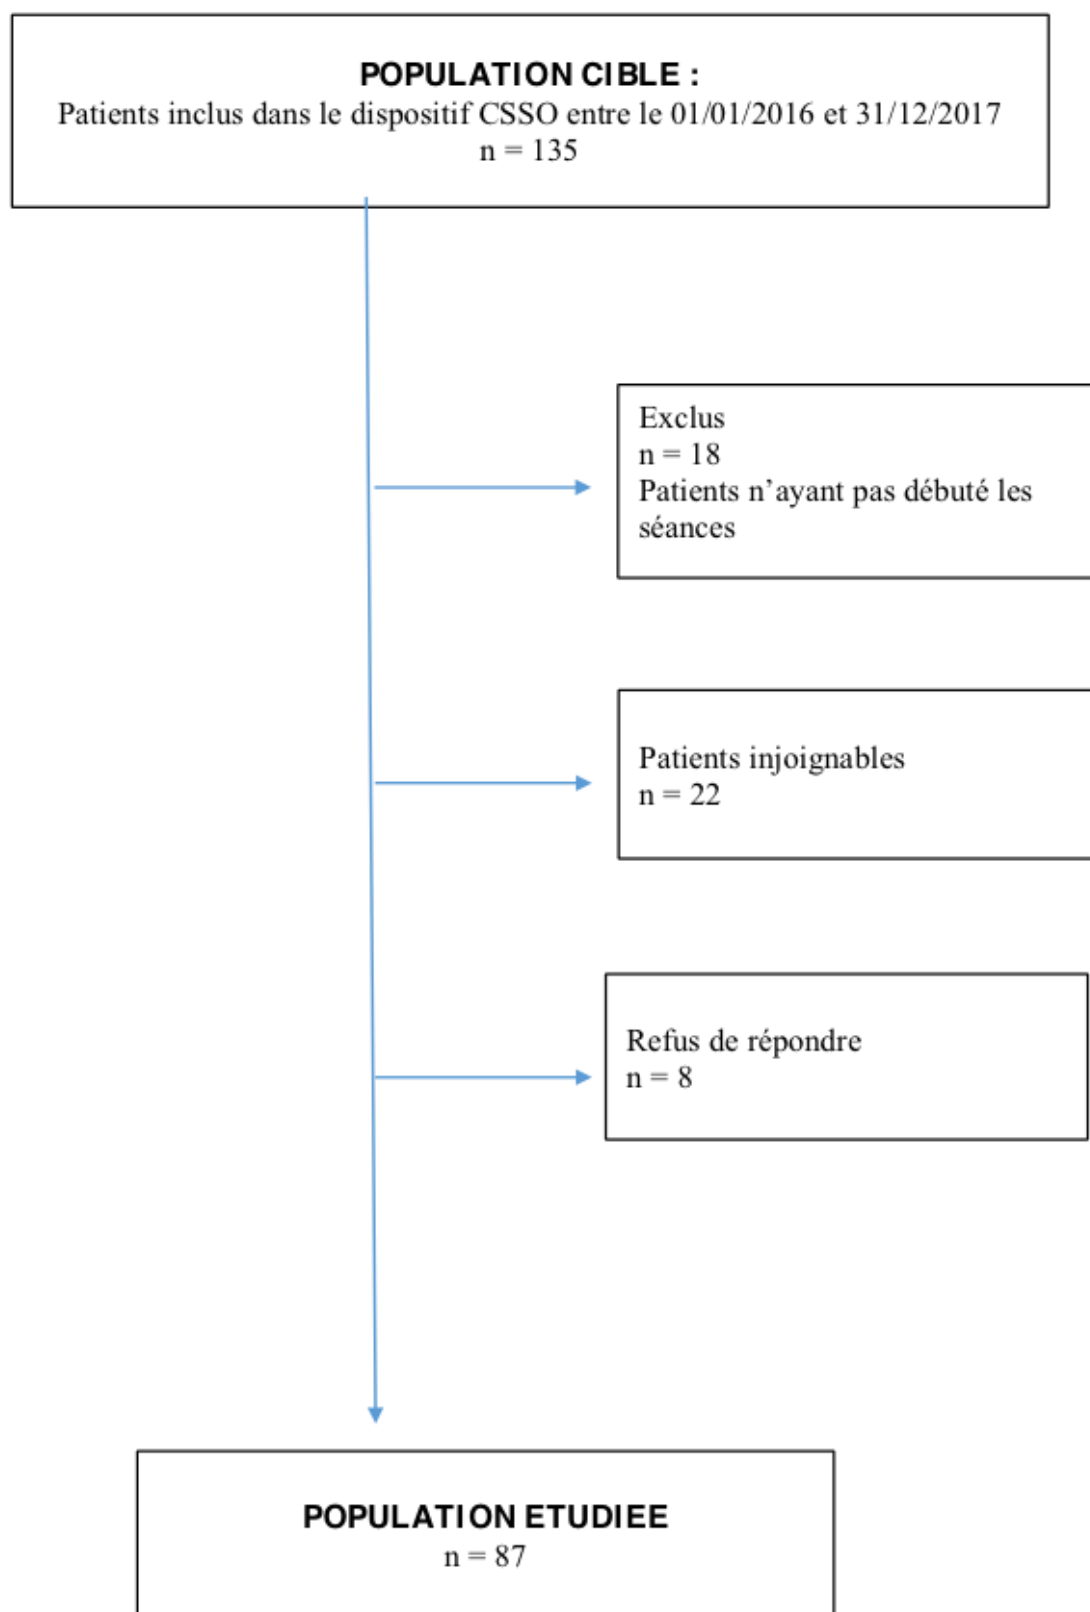 POPULATION CIBLE :
Patients inclus dans le dispositif CSSO entre le 01/01/2016 et 31/12/2017
n = 135
Exclus
n = 18
Patients n’ayant pas débuté les
séances
Patients injoignables
n = 22
Refus de répondre
n = 8
POPULATION ETUDIEE
n = 87